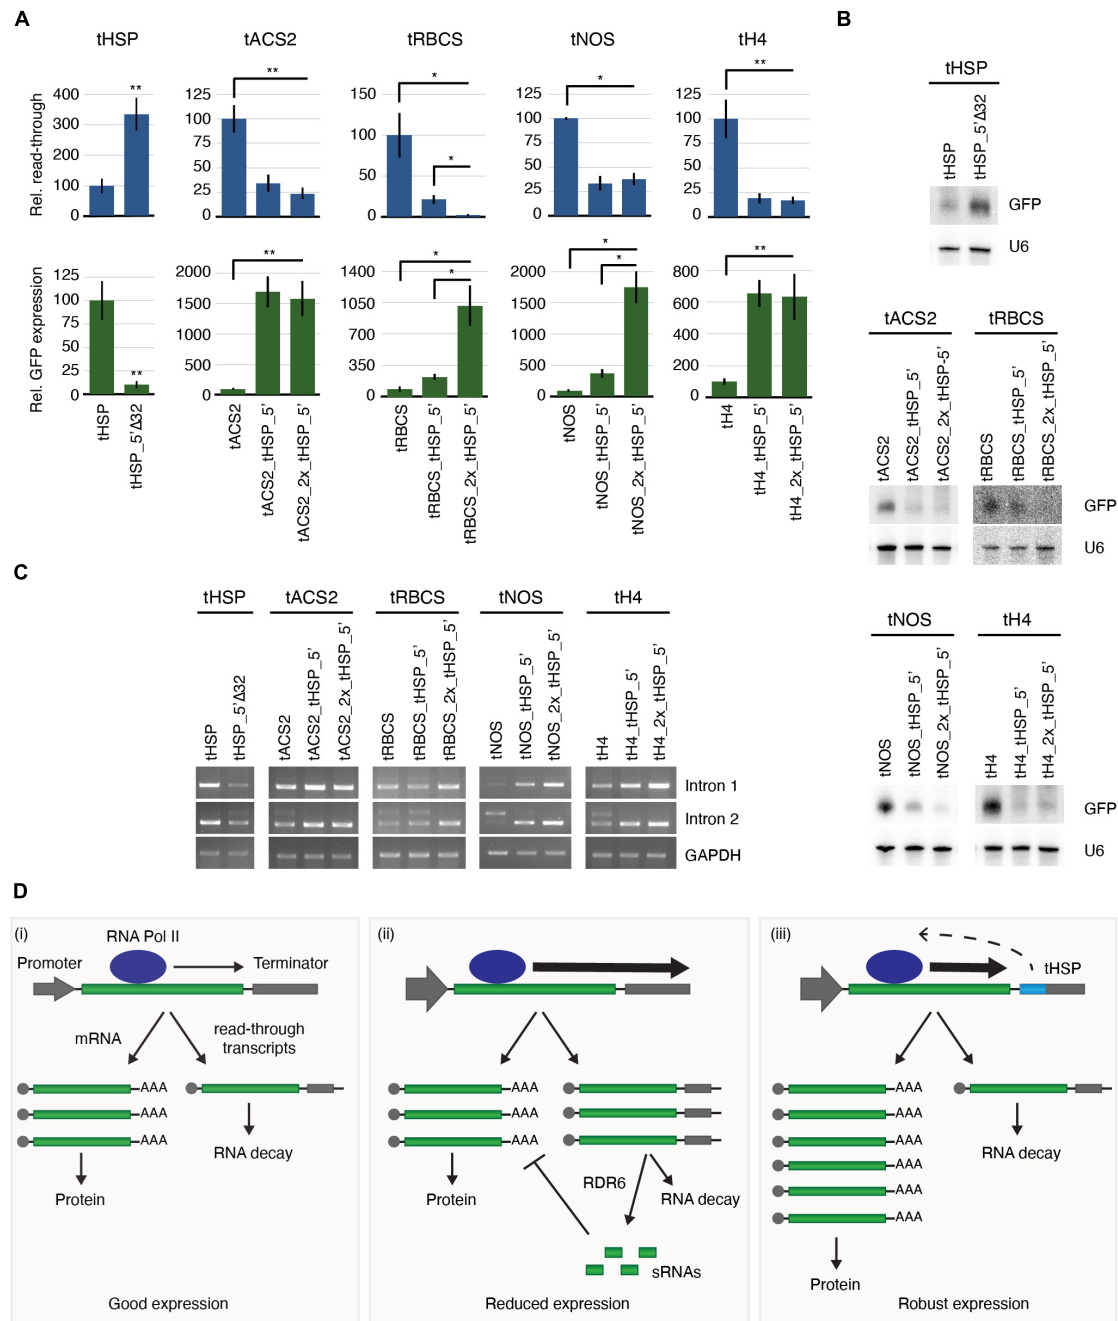 A
tHSP
tACS2
tRBCS
tNOS
tH4
Rel. read-through
400
300
200
100
0
**
125
100
75
50
25
0
**
150
100
50
0
*
*
125
100
75
50
25
0
*
125
100
75
50
25
0
**
Rel. GFP expression
125
100
75
50
25
0
**
2000
1500
1000
500
0
**
1400
1050
700
350
0
*
*
2000
1500
1000
500
0
*
*
800
600
400
200
0
**
tHSP
tHSP_5'Δ32
tACS2
tACS2_tHSP_5'
tACS2_2x_tHSP_5'
tRBCS
tRBCS_tHSP_5'
tRBCS_2x_tHSP_5'
tNOS
tNOS_tHSP_5'
tNOS_2x_tHSP_5'
tH4
tH4_tHSP_5'
tH4_2x_tHSP_5'
B
tHSP
tHSP
tHSP_5'Δ32
GFP
U6
tACS2
tRBCS
tACS2
tACS2_tHSP_5'
tACS2_2x_tHSP-5'
tRBCS
tRBCS_tHSP_5'
tRBCS_2x_tHSP_5'
GFP
U6
tNOS
tH4
tNOS
tNOS_tHSP_5'
tNOS_2x_tHSP_5'
tH4
tH4_tHSP_5'
tH4_2x_tHSP_5'
GFP
U6
C
tHSP
tACS2
tRBCS
tNOS
tH4
tHSP
tHSP_5'Δ32
tACS2
tACS2_tHSP_5'
tACS2_2x_tHSP_5'
tRBCS
tRBCS_tHSP_5'
tRBCS_2x_tHSP_5'
tNOS
tNOS_tHSP_5'
tNOS_2x_tHSP_5'
tH4
tH4_tHSP_5'
tH4_2x_tHSP_5'
Intron 1
Intron 2
GAPDH
D
(i)
RNA Pol II
Promoter
Terminator
mRNA
read-through
transcripts
AAA
AAA
AAA
RNA decay
Protein
Good expression
(ii)
AAA
AAA
AAA
RDR6
Protein
RNA decay
sRNAs
Reduced expression
(iii)
tHSP
AAA
AAA
AAA
AAA
AAA
AAA
RNA decay
Protein
Robust expression